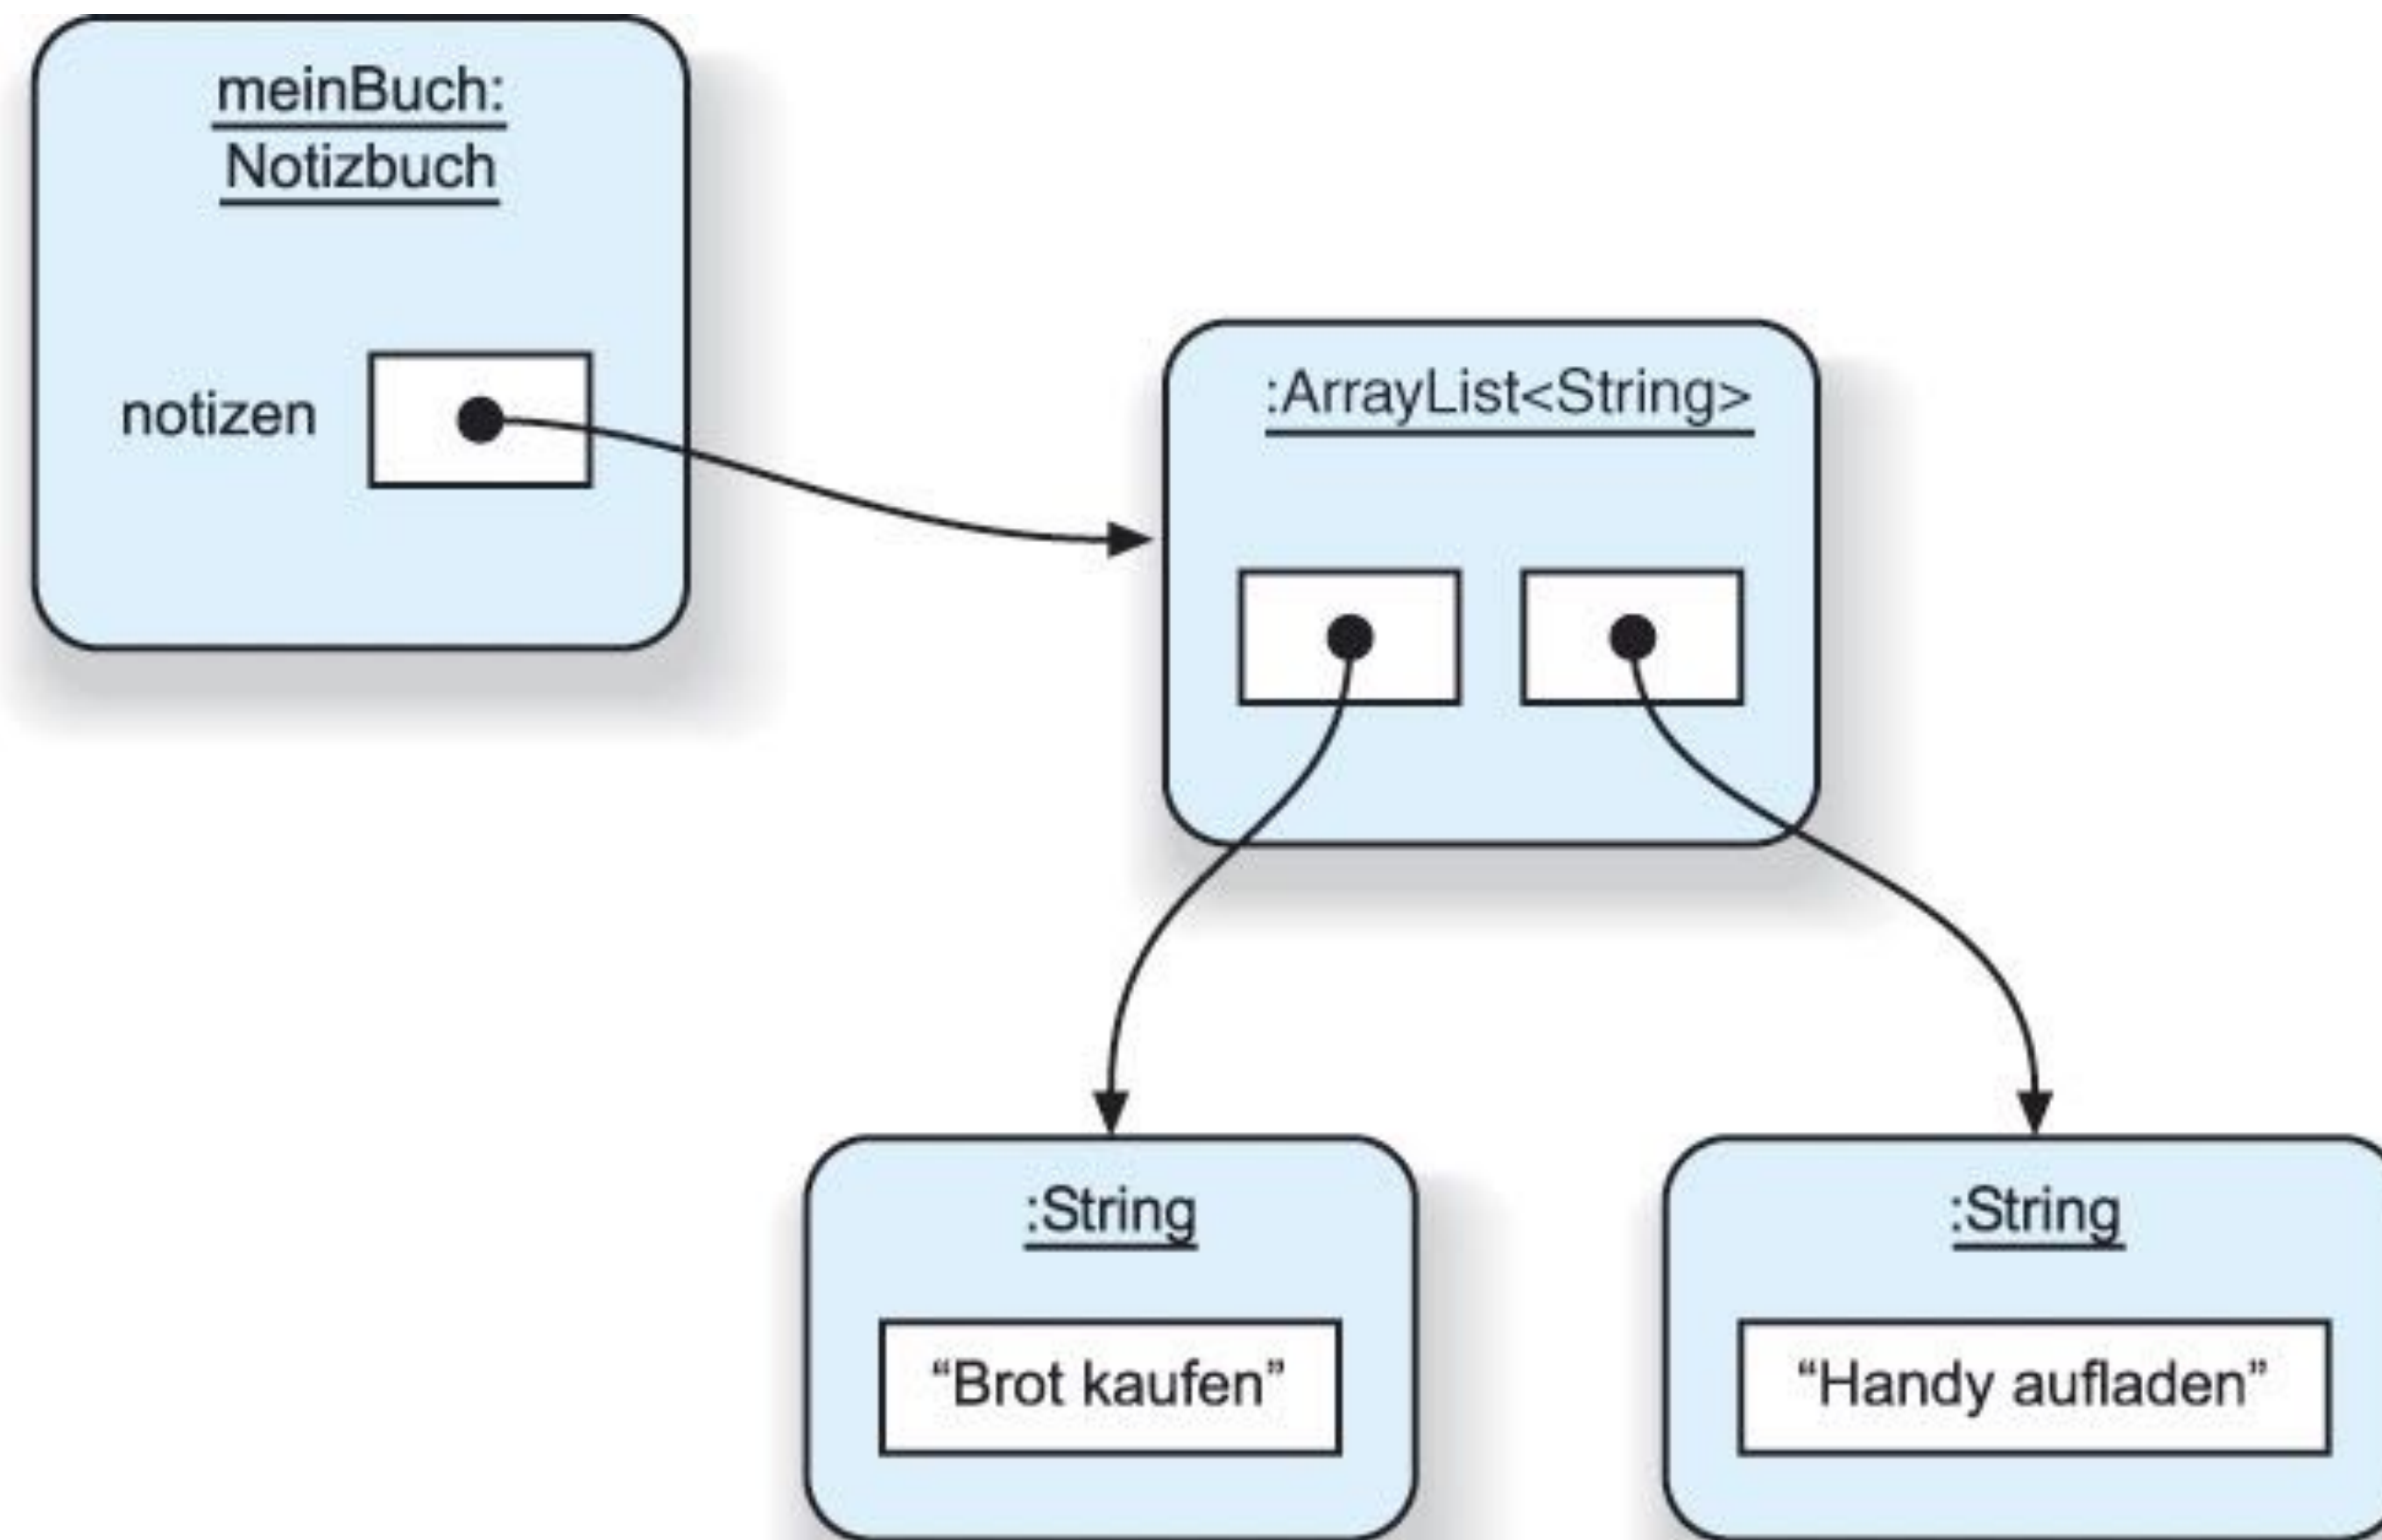 meinBuch:
Notizbuch
notizen
:ArrayList<String>
:String
“Brot kaufen”
:String
“Handy aufladen”